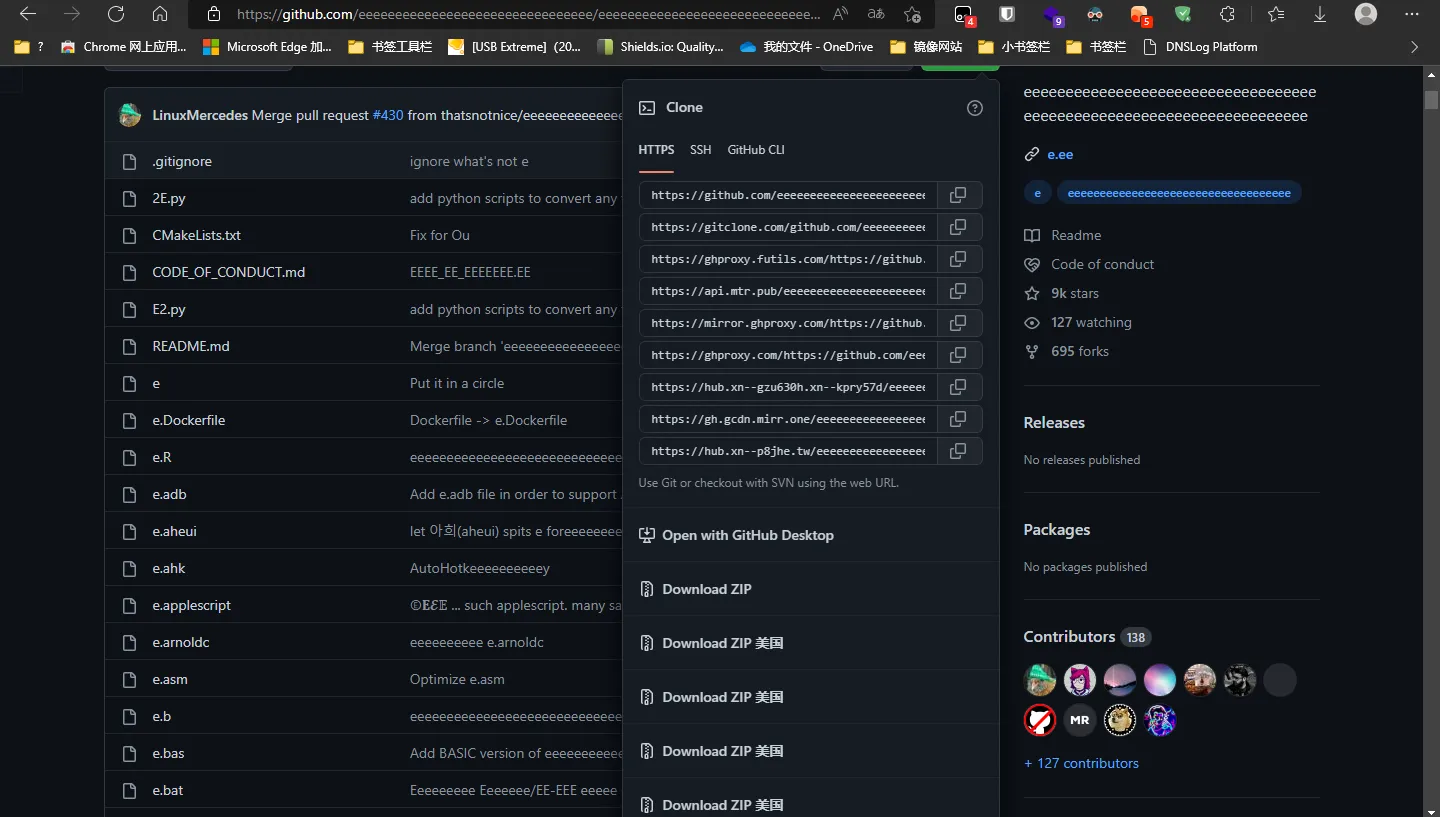 https://github.com/eeeeeeeeeeeeeeeeeeeeeeeeeeeeeeeee/eeeeeeeeeeeeeeeeeeeeeeeeeeeeeee...
4
9
5
?
Chrome 网上应用...
Microsoft Edge 加...
书签工具栏
[USB Extreme] (20...
Shields.io: Quality...
我的文件 - OneDrive
镜像网站
小书签栏
书签栏
DNSLog Platform
LinuxMercedes Merge pull request #430 from thatsnotnice/eeeeeeeeeeeeee
.gitignore ignore what's not e
2E.py add python scripts to convert any
CMakeLists.txt Fix for Ou
CODE_OF_CONDUCT.md EEEE_EE_EEEEEEE.EE
E2.py add python scripts to convert any
README.md Merge branch 'eeeeeeeeeeeeeeee
e Put it in a circle
e.Dockerfile Dockerfile -> e.Dockerfile
e.R eeeeeeeeeeeeeeeeeeeeeeeeeeeee
e.adb Add e.adb file in order to support
e.aheui let 아희(aheui) spits e foreeeeeeee
e.ahk AutoHotkeeeeeeeeeey
e.applescript ©EƐE ... such applescript. many sa
e.arnoldc eeeeeeeeee e.arnoldc
e.asm Optimize e.asm
e.b eeeeeeeeeeeeeeeeeeeeeeeeeeeee
e.bas Add BASIC version of eeeeeeeeeee
e.bat Eeeeeeeee Eeeeeee/EE-EEE eeeee
Clone
HTTPS SSH GitHub CLI
https://github.com/eeeeeeeeeeeeeeeeeeeeeee
https://gitclone.com/github.com/eeeeeeeeee
https://ghproxy.futils.com/https://github.
https://api.mtr.pub/eeeeeeeeeeeeeeeeeeeeee
https://mirror.ghproxy.com/https://github.
https://ghproxy.com/https://github.com/eee
https://hub.xn--gzu630h.xn--kpry57d/eeeeee
https://gh.gcdn.mirr.one/eeeeeeeeeeeeeeeee
https://hub.xn--p8jhe.tw/eeeeeeeeeeeeeeeee
Use Git or checkout with SVN using the web URL.
Open with GitHub Desktop
Download ZIP
Download ZIP 美国
Download ZIP 美国
Download ZIP 美国
Download ZIP 美国
eeeeeeeeeeeeeeeeeeeeeeeeeeeeeeeeeee
eeeeeeeeeeeeeeeeeeeeeeeeeeeeeeeeee
e.ee
e eeeeeeeeeeeeeeeeeeeeeeeeeeeeeeeeeee
Readme
Code of conduct
9k stars
127 watching
695 forks
Releases
No releases published
Packages
No packages published
Contributors 138
MR
+ 127 contributors